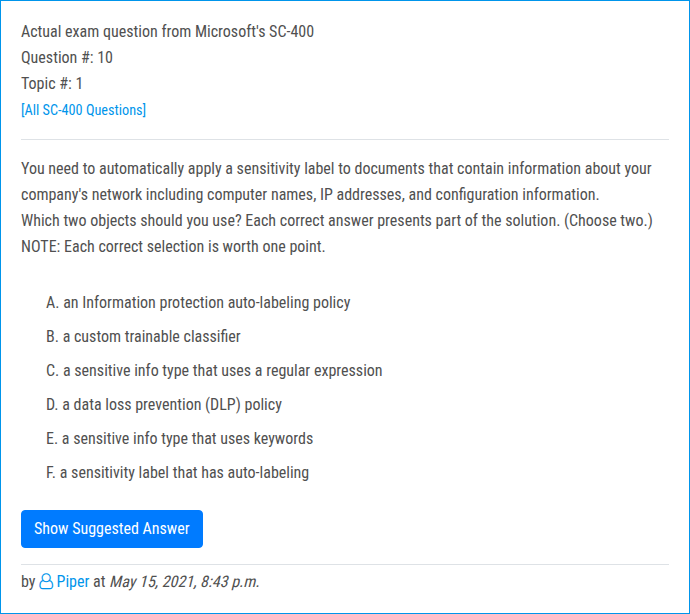 Actual exam question from Microsoft's SC-400
Question #: 10
Topic #: 1
[All SC-400 Questions]
You need to automatically apply a sensitivity label to documents that contain information about your
company's network including computer names, IP addresses, and configuration information.
Which two objects should you use? Each correct answer presents part of the solution. (Choose two.)
NOTE: Each correct selection is worth one point.
A. an Information protection auto-labeling policy
B. a custom trainable classifier
C. a sensitive info type that uses a regular expression
D. a data loss prevention (DLP) policy
E. a sensitive info type that uses keywords
F. a sensitivity label that has auto-labeling
Show Suggested Answer
by Piper at May 15, 2021, 8:43 p.m.